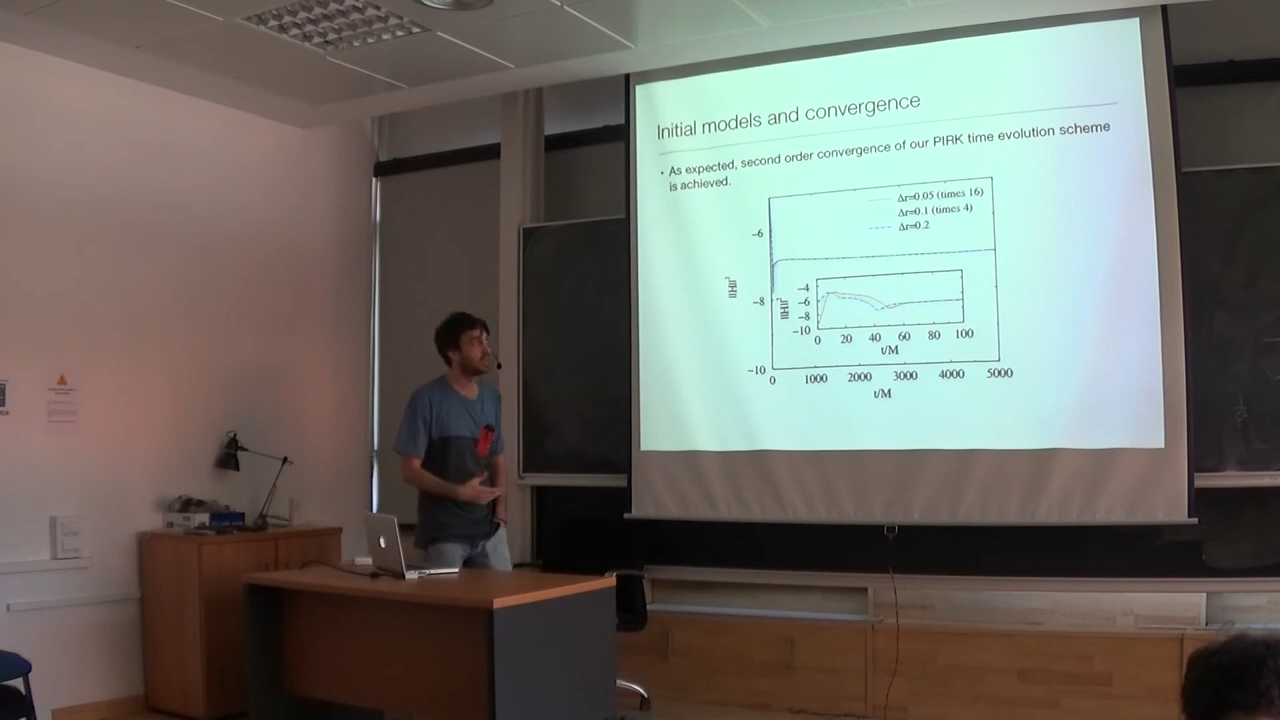 Initial models and convergence
• As expected, second order convergence of our PIRK time evolution scheme
is achieved.
Δr=0.05 (times 16)
Δr=0.1 (times 4)
Δr=0.2
−6
−8
−10
||H||²
−4
−6
−8
−10
||H||²
0 20 40 60 80 100
t/M
0 1000 2000 3000 4000 5000
t/M